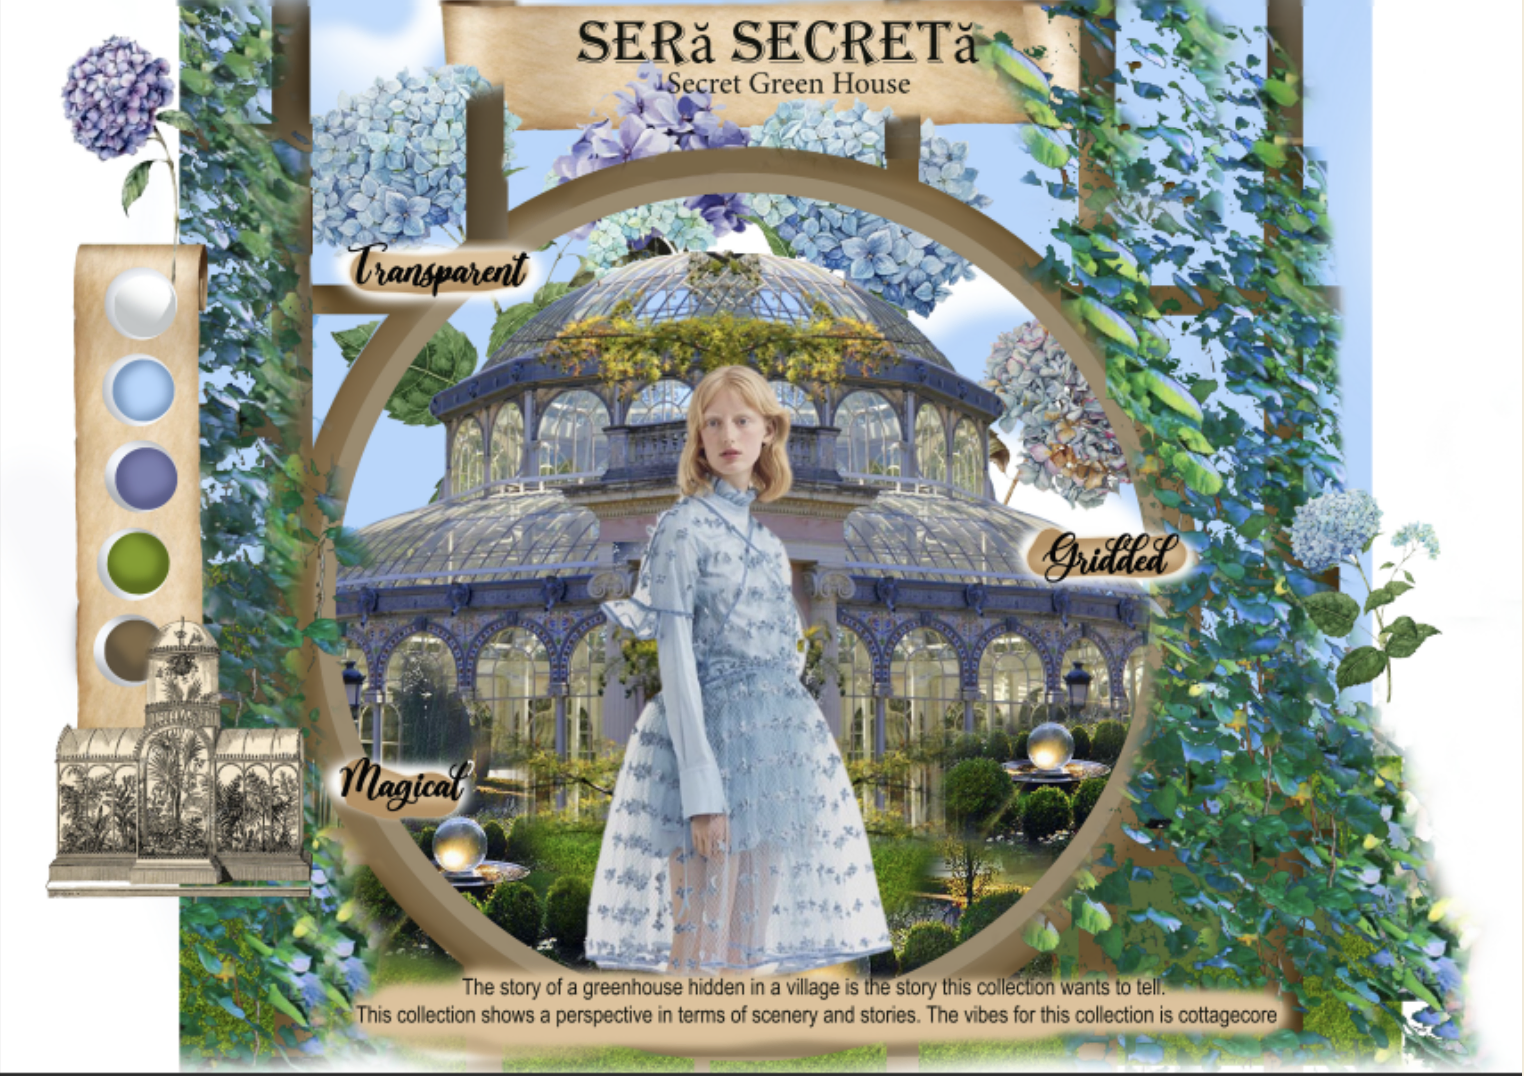 SERă SECRETă
Secret Green House
Transparent
Gridded
Magical
The story of a greenhouse hidden in a village is the story this collection wants to tell.
This collection shows a perspective in terms of scenery and stories. The vibes for this collection is cottagecore